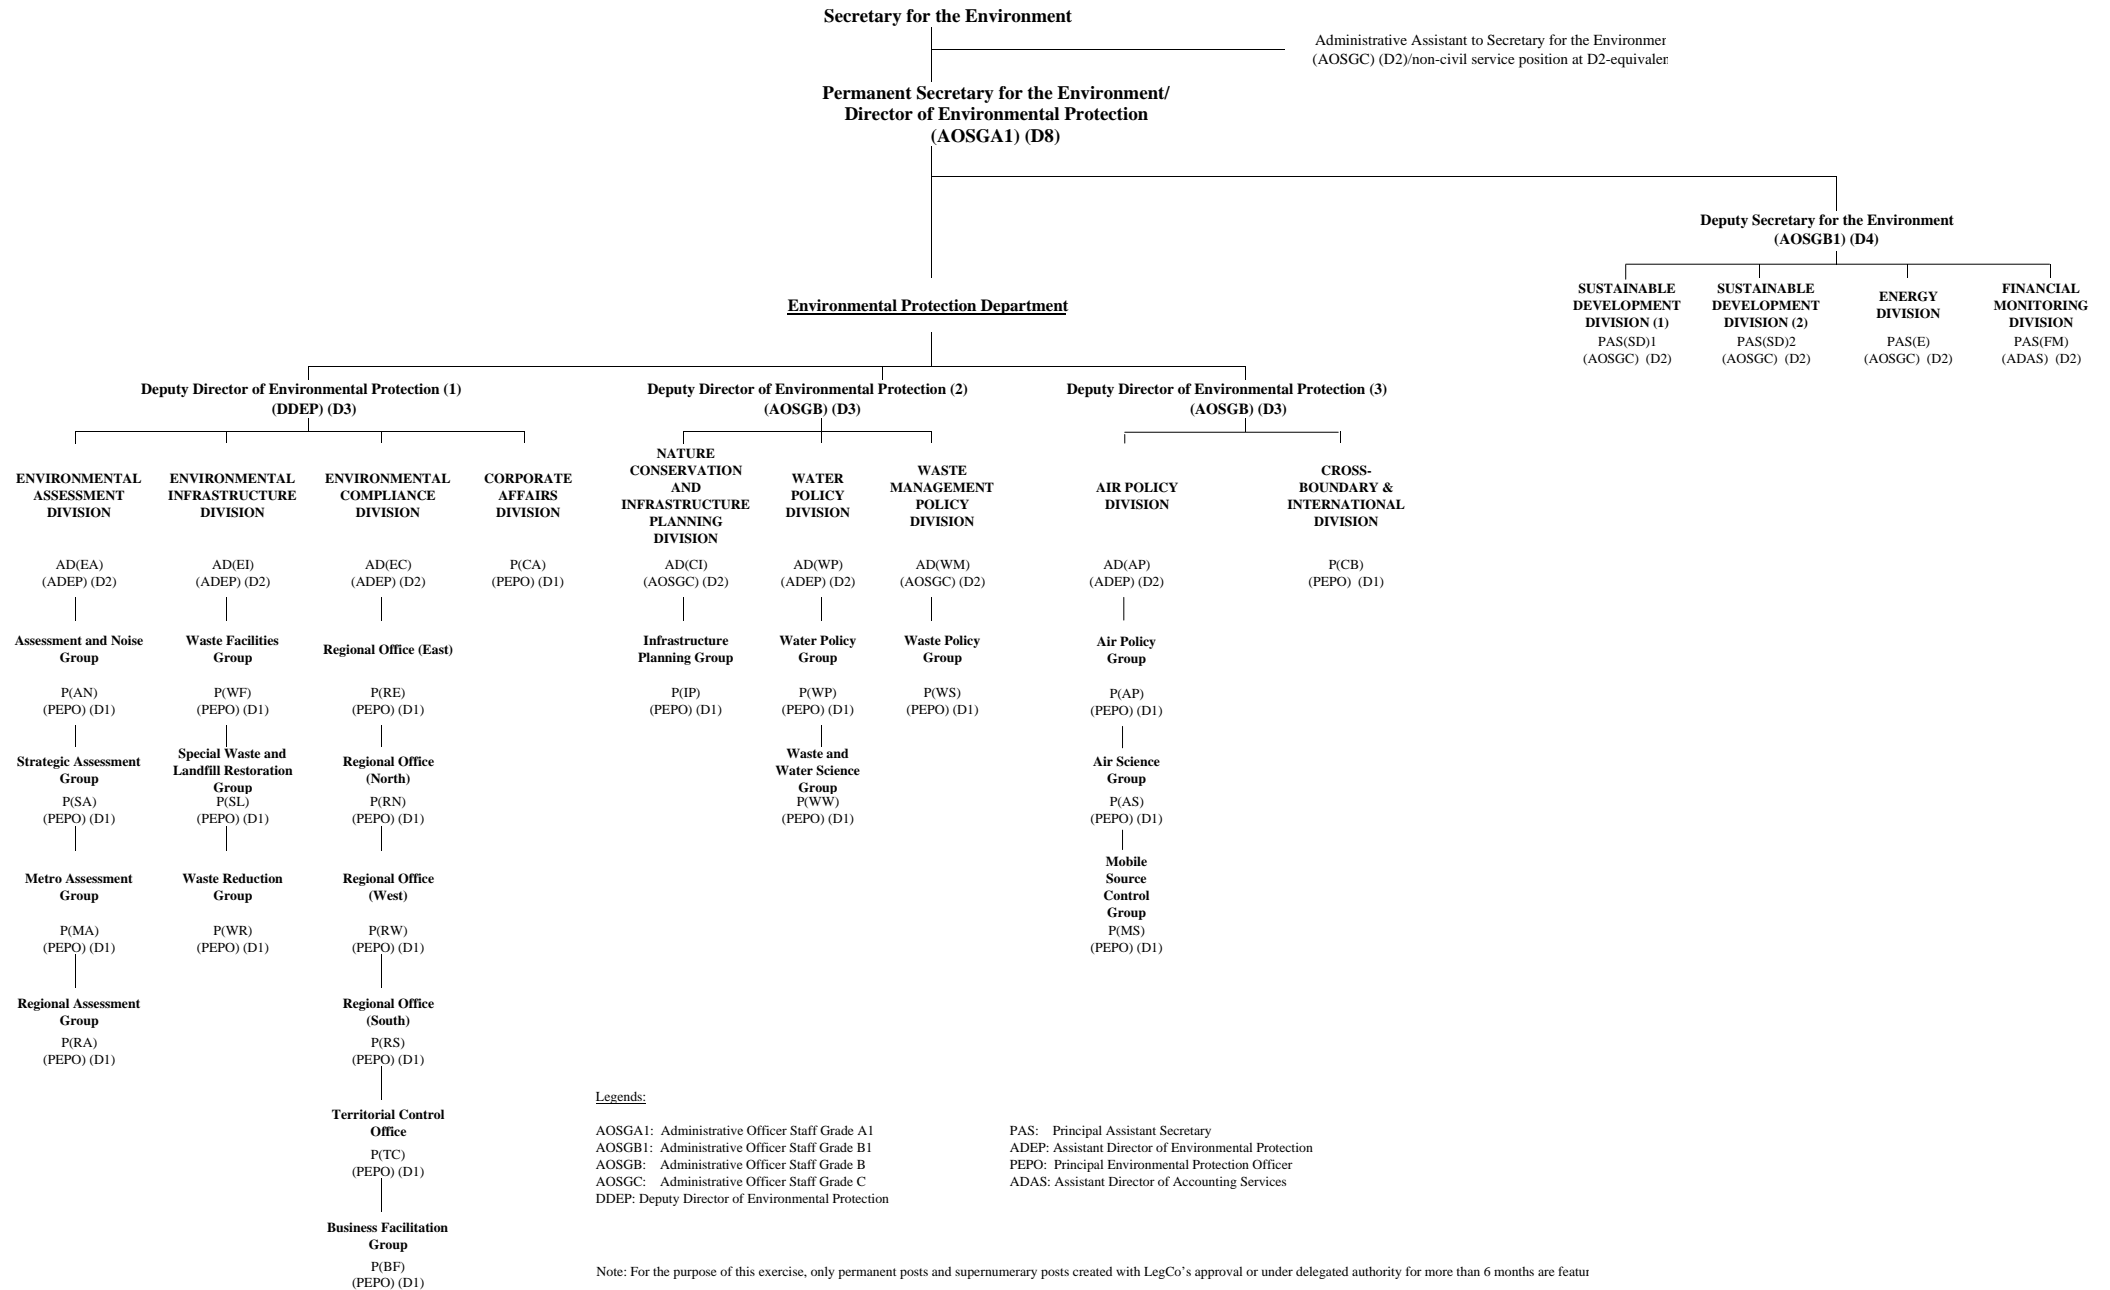 Secretary for the Environment
Administrative Assistant to Secretary for the Environmer
(AOSGC) (D2)/non-civil service position at D2-equivalen
Permanent Secretary for the Environment/
Director of Environmental Protection
(AOSGA1) (D8)
Deputy Secretary for the Environment
(AOSGB1) (D4)
SUSTAINABLE
DEVELOPMENT
DIVISION (1)
PAS(SD)1
(AOSGC) (D2)
SUSTAINABLE
DEVELOPMENT
DIVISION (2)
PAS(SD)2
(AOSGC) (D2)
ENERGY
DIVISION
PAS(E)
(AOSGC) (D2)
FINANCIAL
MONITORING
DIVISION
PAS(FM)
(ADAS) (D2)
Environmental Protection Department
Deputy Director of Environmental Protection (1)
(DDEP) (D3)
ENVIRONMENTAL
ASSESSMENT
DIVISION
AD(EA)
(ADEP) (D2)
Assessment and Noise
Group
P(AN)
(PEPO) (D1)
Strategic Assessment
Group
P(SA)
(PEPO) (D1)
Metro Assessment
Group
P(MA)
(PEPO) (D1)
Regional Assessment
Group
P(RA)
(PEPO) (D1)
ENVIRONMENTAL
INFRASTRUCTURE
DIVISION
AD(EI)
(ADEP) (D2)
Waste Facilities
Group
P(WF)
(PEPO) (D1)
Special Waste and
Landfill Restoration
Group
P(SL)
(PEPO) (D1)
Waste Reduction
Group
P(WR)
(PEPO) (D1)
ENVIRONMENTAL
COMPLIANCE
DIVISION
AD(EC)
(ADEP) (D2)
Regional Office (East)
P(RE)
(PEPO) (D1)
Regional Office
(North)
P(RN)
(PEPO) (D1)
Regional Office
(West)
P(RW)
(PEPO) (D1)
Regional Office
(South)
P(RS)
(PEPO) (D1)
Territorial Control
Office
P(TC)
(PEPO) (D1)
Business Facilitation
Group
P(BF)
(PEPO) (D1)
CORPORATE
AFFAIRS
DIVISION
P(CA)
(PEPO) (D1)
Deputy Director of Environmental Protection (2)
(AOSGB) (D3)
NATURE
CONSERVATION
AND
INFRASTRUCTURE
PLANNING
DIVISION
AD(CI)
(AOSGC) (D2)
Infrastructure
Planning Group
P(IP)
(PEPO) (D1)
WATER
POLICY
DIVISION
AD(WP)
(ADEP) (D2)
Water Policy
Group
P(WP)
(PEPO) (D1)
Waste and
Water Science
Group
P(WW)
(PEPO) (D1)
WASTE
MANAGEMENT
POLICY
DIVISION
AD(WM)
(AOSGC) (D2)
Waste Policy
Group
P(WS)
(PEPO) (D1)
Deputy Director of Environmental Protection (3)
(AOSGB) (D3)
AIR POLICY
DIVISION
AD(AP)
(ADEP) (D2)
Air Policy
Group
P(AP)
(PEPO) (D1)
Air Science
Group
P(AS)
(PEPO) (D1)
Mobile
Source
Control
Group
P(MS)
(PEPO) (D1)
CROSS-
BOUNDARY &
INTERNATIONAL
DIVISION
P(CB)
(PEPO) (D1)
Legends:
AOSGA1: Administrative Officer Staff Grade A1
AOSGB1: Administrative Officer Staff Grade B1
AOSGB: Administrative Officer Staff Grade B
AOSGC: Administrative Officer Staff Grade C
DDEP: Deputy Director of Environmental Protection
PAS: Principal Assistant Secretary
ADEP: Assistant Director of Environmental Protection
PEPO: Principal Environmental Protection Officer
ADAS: Assistant Director of Accounting Services
Note: For the purpose of this exercise, only permanent posts and supernumerary posts created with LegCo’s approval or under delegated authority for more than 6 months are featur